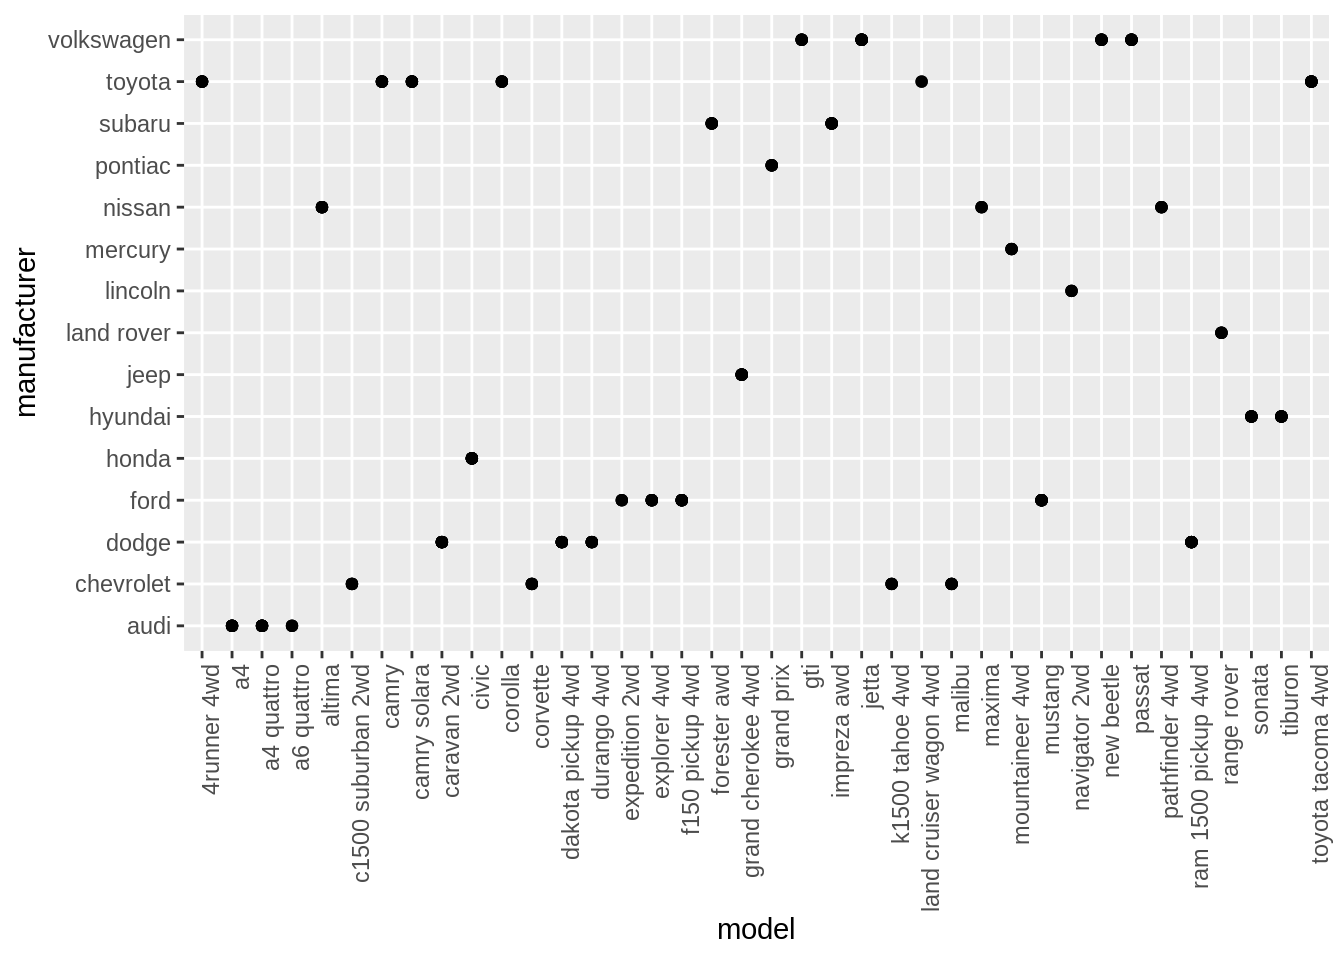 volkswagen
toyota
subaru
pontiac
nissan
mercury
lincoln
land rover
jeep
hyundai
honda
ford
dodge
chevrolet
audi
manufacturer
4runner 4wd
a4
a4 quattro
a6 quattro
altima
c1500 suburban 2wd
camry
camry solara
caravan 2wd
civic
corolla
corvette
dakota pickup 4wd
durango 4wd
expedition 2wd
explorer 4wd
f150 pickup 4wd
forester awd
grand cherokee 4wd
grand prix
gti
impreza awd
jetta
k1500 tahoe 4wd
land cruiser wagon 4wd
malibu
maxima
mountaineer 4wd
mustang
navigator 2wd
new beetle
passat
pathfinder 4wd
ram 1500 pickup 4wd
range rover
sonata
tiburon
toyota tacoma 4wd
model